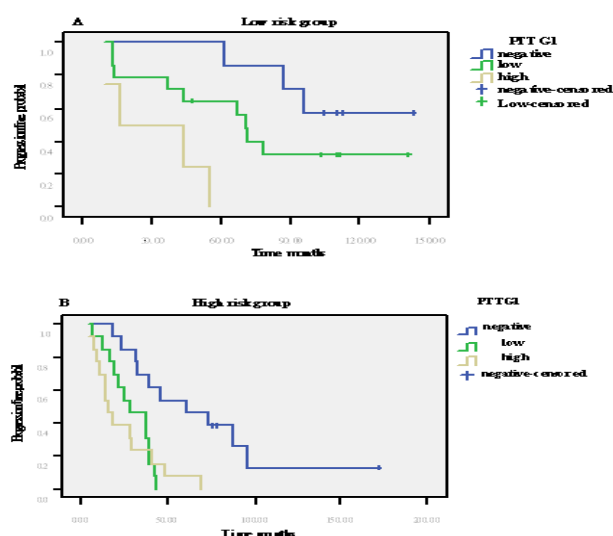 A Low risk group
PTTG1
negative
low
high
negative-censored
Low-censored
1.0
0.8
0.6
0.4
0.2
0.0
0.00 30.00 60.00 90.00 120.00 150.00
Time months
B High risk group
PTTG1
negative
low
high
negative-censored
1.0
0.8
0.6
0.4
0.2
0.0
0.00 50.00 100.00 150.00 200.00
Time months